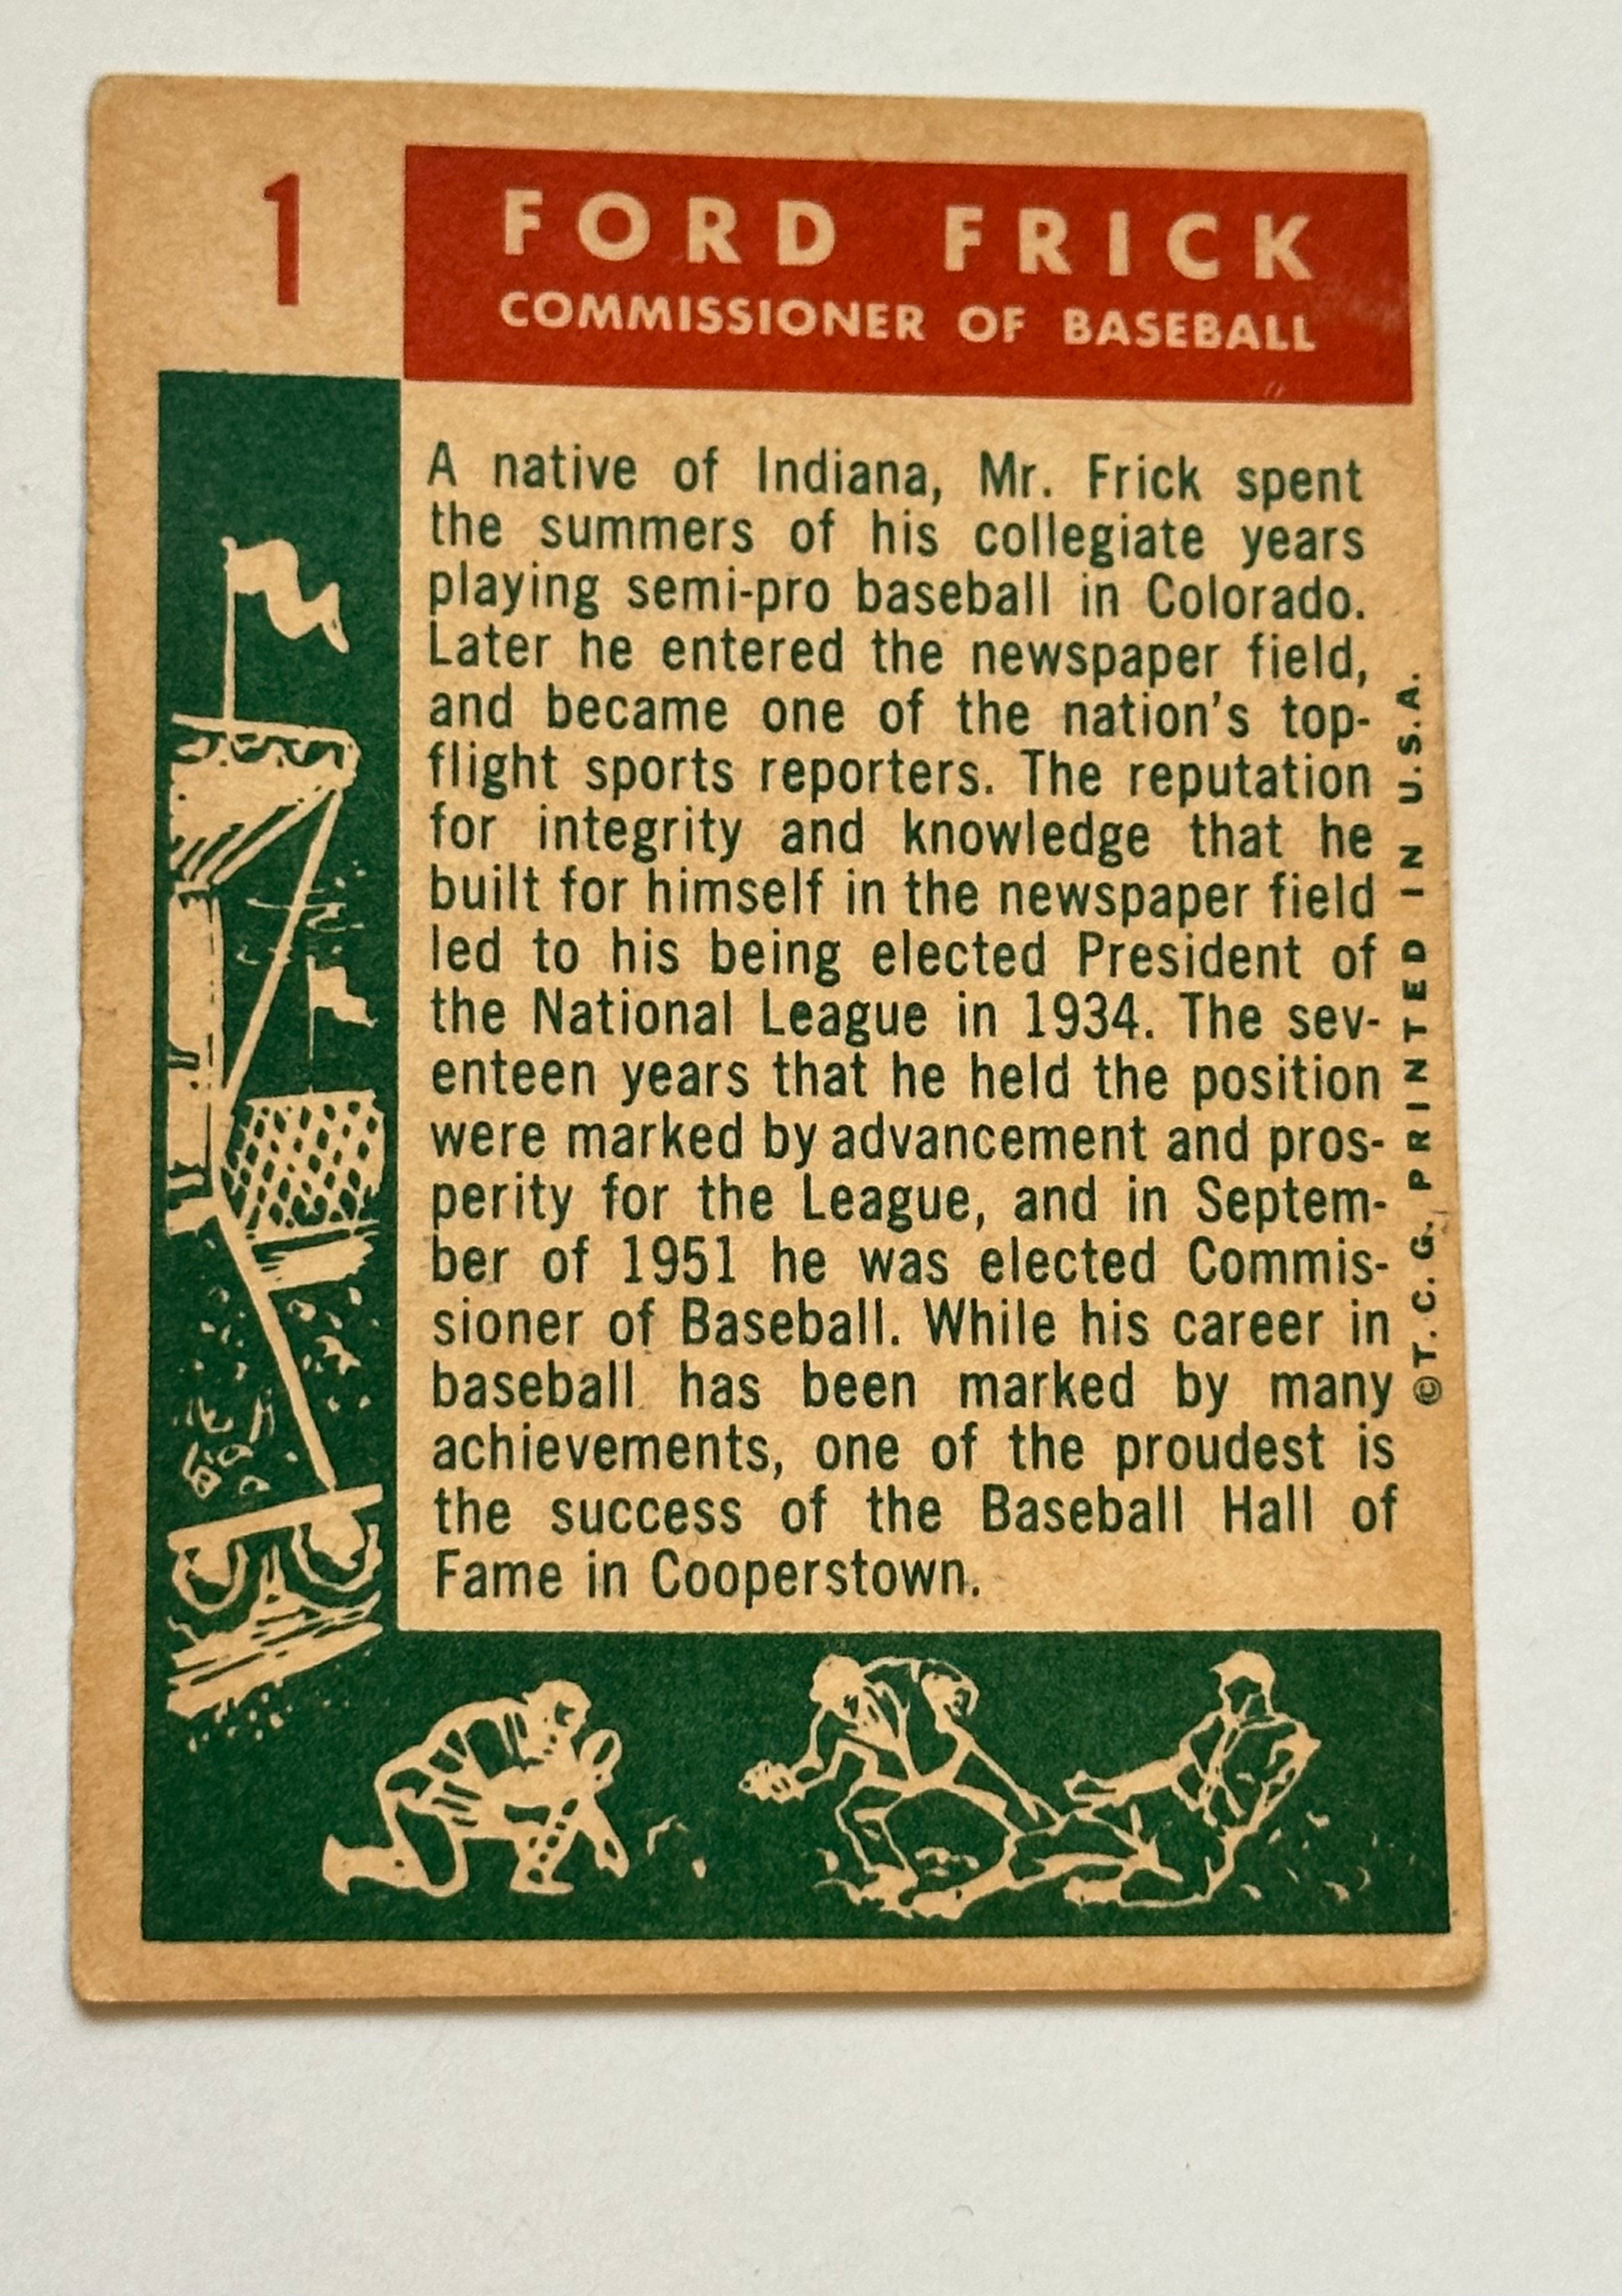 1
FORD FRICK
COMMISSIONER OF BASEBALL
A native of Indiana, Mr. Frick spent
the summers of his collegiate years
playing semi-pro baseball in Colorado.
Later he entered the newspaper field,
and became one of the nation's top-
flight sports reporters. The reputation
for integrity and knowledge that he
built for himself in the newspaper field
led to his being elected President of
the National League in 1934. The sev-
enteen years that he held the position
were marked by advancement and pros-
perity for the League, and in Septem-
ber of 1951 he was elected Commis-
sioner of Baseball. While his career in
baseball has been marked by many
achievements, one of the proudest is
the success of the Baseball Hall of
Fame in Cooperstown.
©T.C.G. PRINTED IN U.S.A.